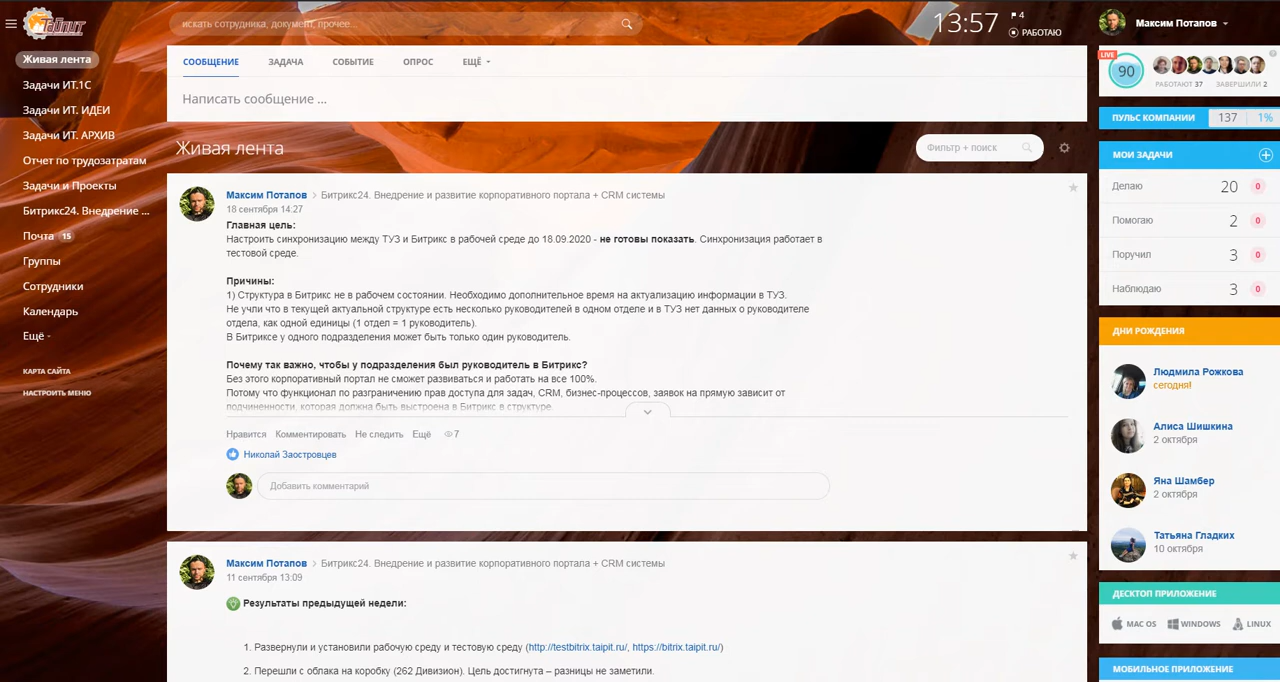 Тайпит
искать сотрудника, документ, прочее...
13:57
4
РАБОТАЮ
Максим Потапов
Живая лента
Задачи ИТ.1С
Задачи ИТ. ИДЕИ
Задачи ИТ. АРХИВ
Отчет по трудозатратам
Задачи и Проекты
Битрикс24. Внедрение ...
Почта 15
Группы
Сотрудники
Календарь
Ещё
КАРТА САЙТА
НАСТРОИТЬ МЕНЮ
СООБЩЕНИЕ ЗАДАЧА СОБЫТИЕ ОПРОС ЕЩЁ
Написать сообщение ...
Живая лента
Фильтр + поиск
Максим Потапов > Битрикс24. Внедрение и развитие корпоративного портала + CRM системы
18 сентября 14:27
Главная цель:
Настроить синхронизацию между ТУЗ и Битрикс в рабочей среде до 18.09.2020 - не готовы показать. Синхронизация работает в
тестовой среде.
Причины:
1) Структура в Битрикс не в рабочем состоянии. Необходимо дополнительное время на актуализацию информации в ТУЗ.
Не учли что в текущей актуальной структуре есть несколько руководителей в одном отделе и в ТУЗ нет данных о руководителе
отдела, как одной единицы (1 отдел = 1 руководитель).
В Битриксе у одного подразделения может быть только один руководитель.
Почему так важно, чтобы у подразделения был руководитель в Битрикс?
Без этого корпоративный портал не сможет развиваться и работать на все 100%.
Потому что функционал по разграничению прав доступа для задач, CRM, бизнес-процессов, заявок на прямую зависит от
подчиненности, которая должна быть выстроена в Битрикс в структуре.
Нравится Комментировать Не следить Ещё 7
Николай Заостровцев
Добавить комментарий
Максим Потапов > Битрикс24. Внедрение и развитие корпоративного портала + CRM системы
11 сентября 13:09
Результаты предыдущей недели:
1. Развернули и установили рабочую среду и тестовую среду (http://testbitrix.taipit.ru/, https://bitrix.taipit.ru/)
2. Перешли с облака на коробку (262 Дивизион). Цель достигнута – разницы не заметили.
LIVE
90
РАБОТАЮТ 37 ЗАВЕРШИЛИ 2
ПУЛЬС КОМПАНИИ 137 1%
МОИ ЗАДАЧИ
Делаю 20 0
Помогаю 2 0
Поручил 3 0
Наблюдаю 3 0
ДНИ РОЖДЕНИЯ
Людмила Рожкова
сегодня!
Алиса Шишкина
2 октября
Яна Шамбер
2 октября
Татьяна Гладких
10 октября
ДЕСКТОП ПРИЛОЖЕНИЕ
MAC OS WINDOWS LINUX
МОБИЛЬНОЕ ПРИЛОЖЕНИЕ